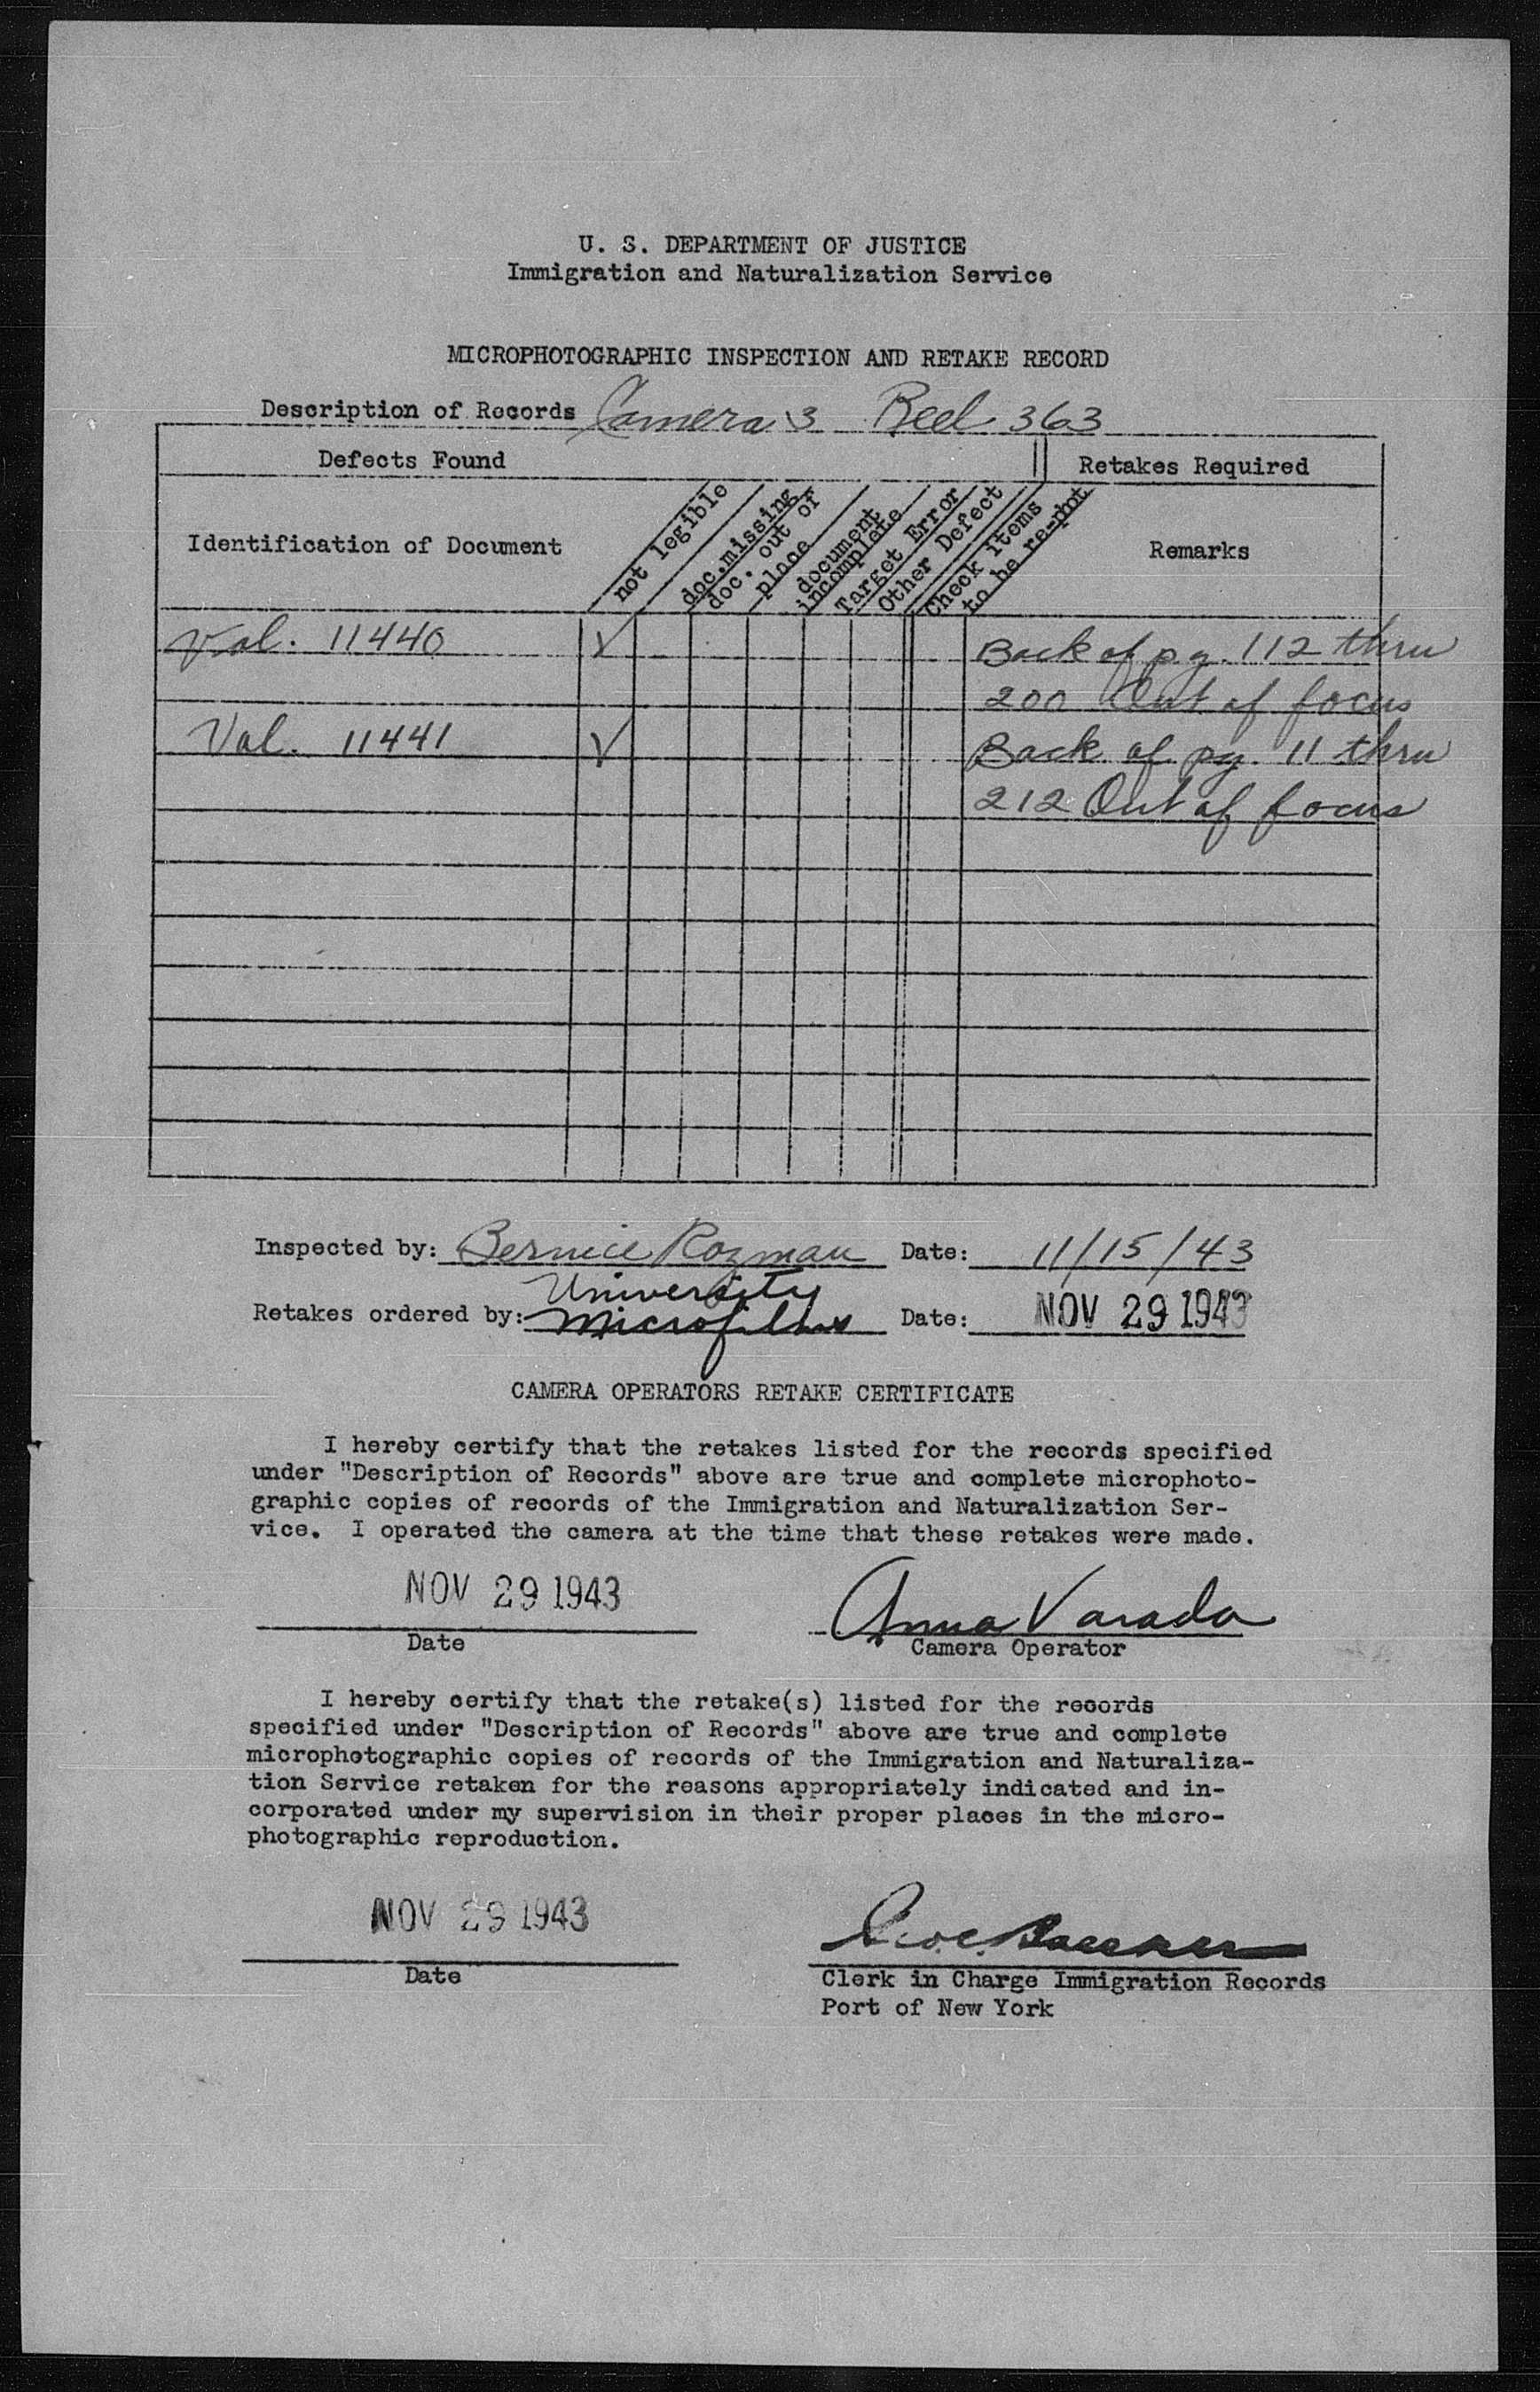 U. S. DEPARTMENT OF JUSTICE
Immigration and Naturalization Service
MICROPHOTOGRAPHIC INSPECTION AND RETAKE RECORD
Description of Records Camera 3 Reel 363
Defects Found
Retakes Required
Identification of Document
not legible
doc. missing
doc. out of
place
document
incomplete
Target Error
Other Defect
Check items
to be re-phot
Remarks
Vol. 11440 Back of pg. 112 thru
200 Out of focus
Vol. 11441 Back of pg. 11 thru
212 Out of focus
Inspected by: Bernice Rozman Date: 11/15/43
University
Retakes ordered by: Microfilms Date: NOV 29 1943
CAMERA OPERATORS RETAKE CERTIFICATE
I hereby certify that the retakes listed for the records specified
under "Description of Records" above are true and complete microphoto-
graphic copies of records of the Immigration and Naturalization Ser-
vice. I operated the camera at the time that these retakes were made.
NOV 29 1943
Anna Varada
Date
Camera Operator
I hereby certify that the retake(s) listed for the records
specified under "Description of Records" above are true and complete
microphotographic copies of records of the Immigration and Naturaliza-
tion Service retaken for the reasons appropriately indicated and in-
corporated under my supervision in their proper places in the micro-
photographic reproduction.
NOV 29 1943
Date
Clerk in Charge Immigration Records
Port of New York